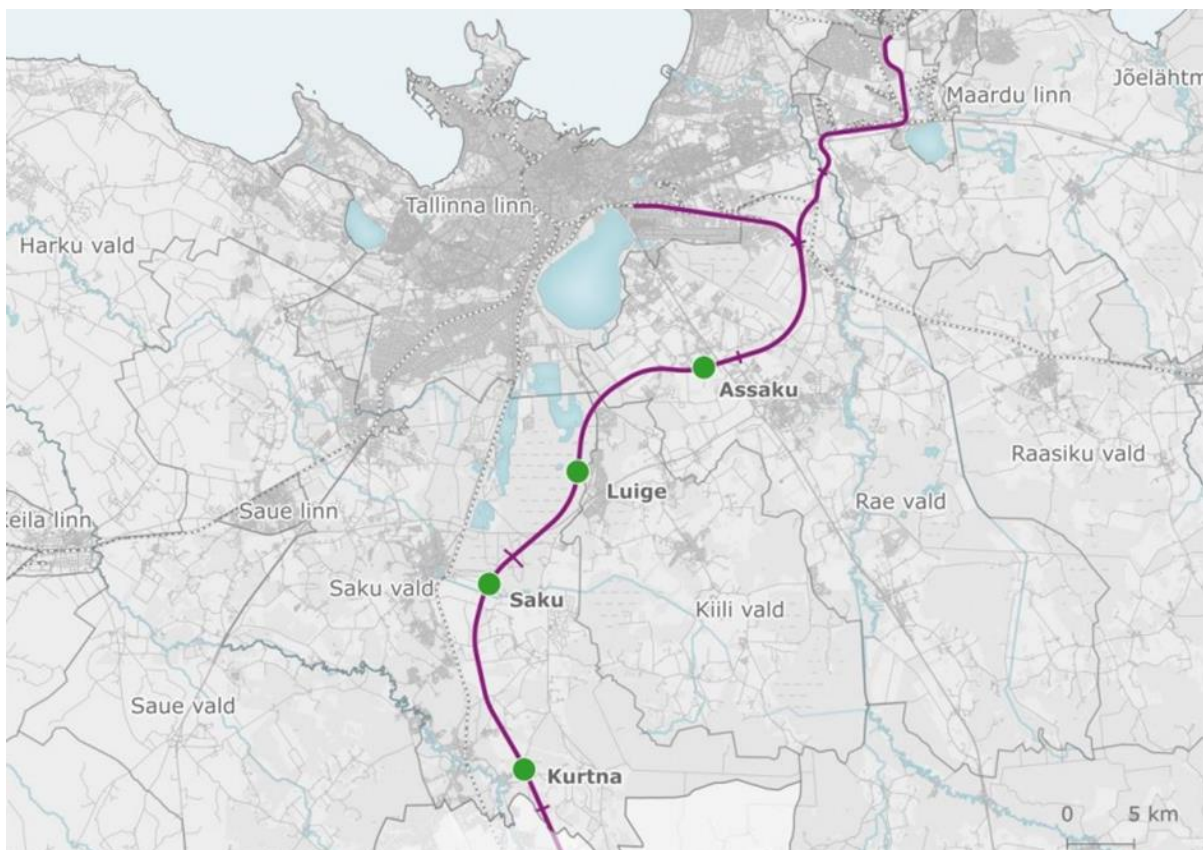 Jõelähtm
Maardu linn
Tallinna linn
Harku vald
Assaku
Raasiku vald
Luige
Rae vald
Saue linn
eila linn
Saku vald
Saku
Kiili vald
Saue vald
Kurtna
0 5 km